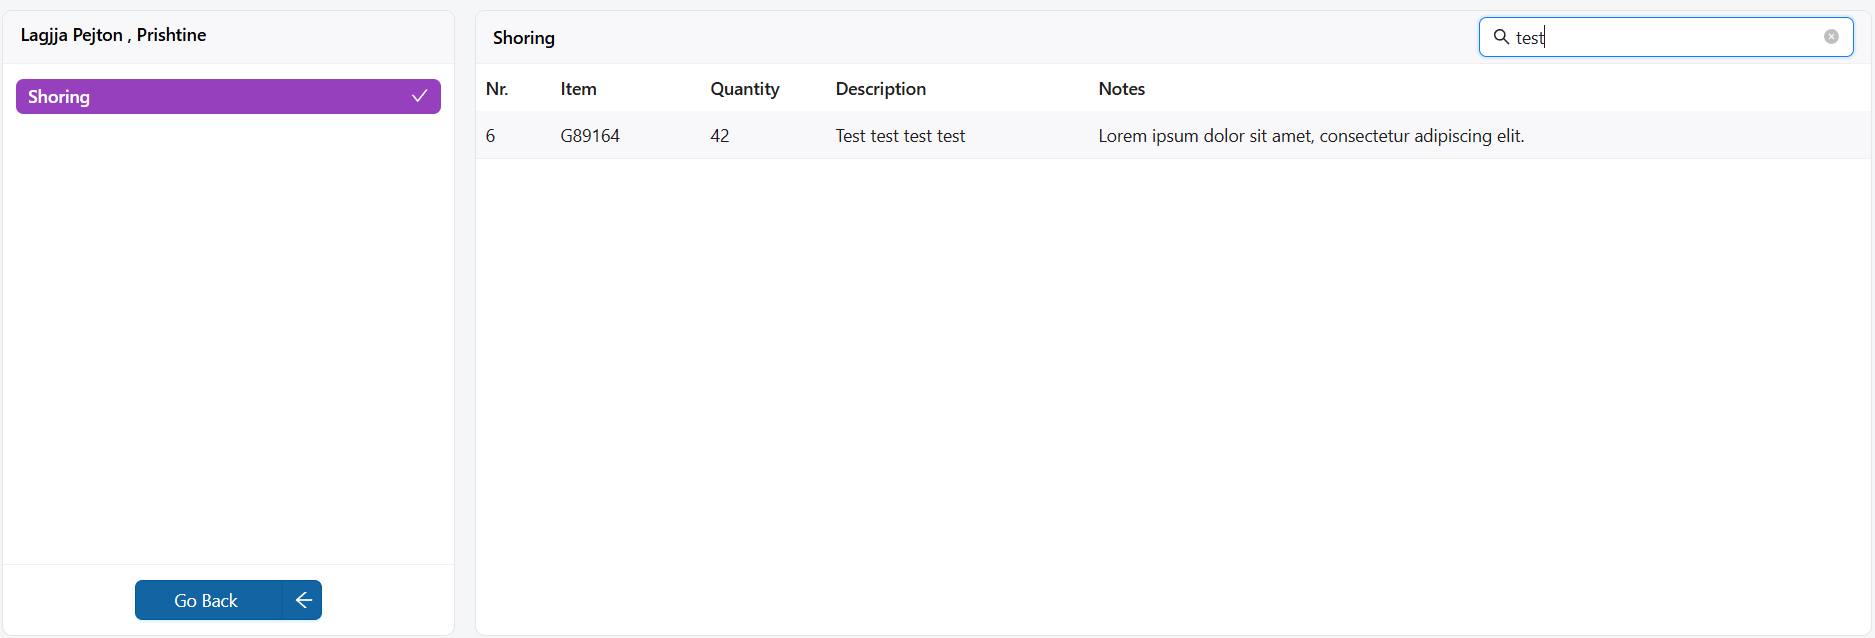 Lagjja Pejton , Prishtine
Shoring
Go Back
Shoring
test
Nr. Item Quantity Description Notes
6 G89164 42 Test test test test Lorem ipsum dolor sit amet, consectetur adipiscing elit.